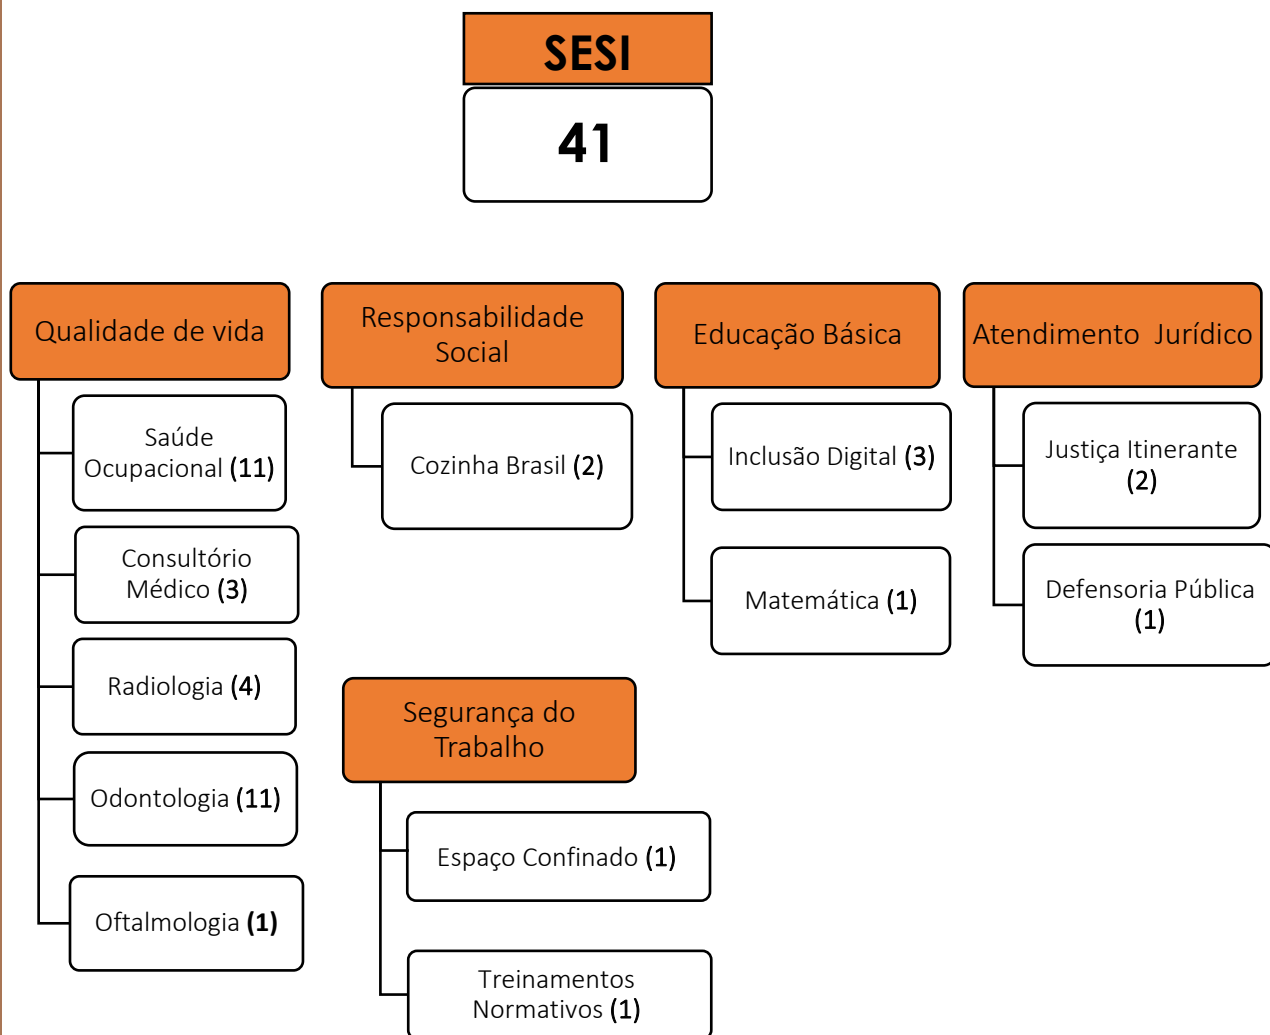 SESI
41
Qualidade de vida
Saúde
Ocupacional (11)
Consultório
Médico (3)
Radiologia (4)
Odontologia (11)
Oftalmologia (1)
Responsabilidade
Social
Cozinha Brasil (2)
Segurança do
Trabalho
Espaço Confinado (1)
Treinamentos
Normativos (1)
Educação Básica
Inclusão Digital (3)
Matemática (1)
Atendimento Jurídico
Justiça Itinerante
(2)
Defensoria Pública
(1)